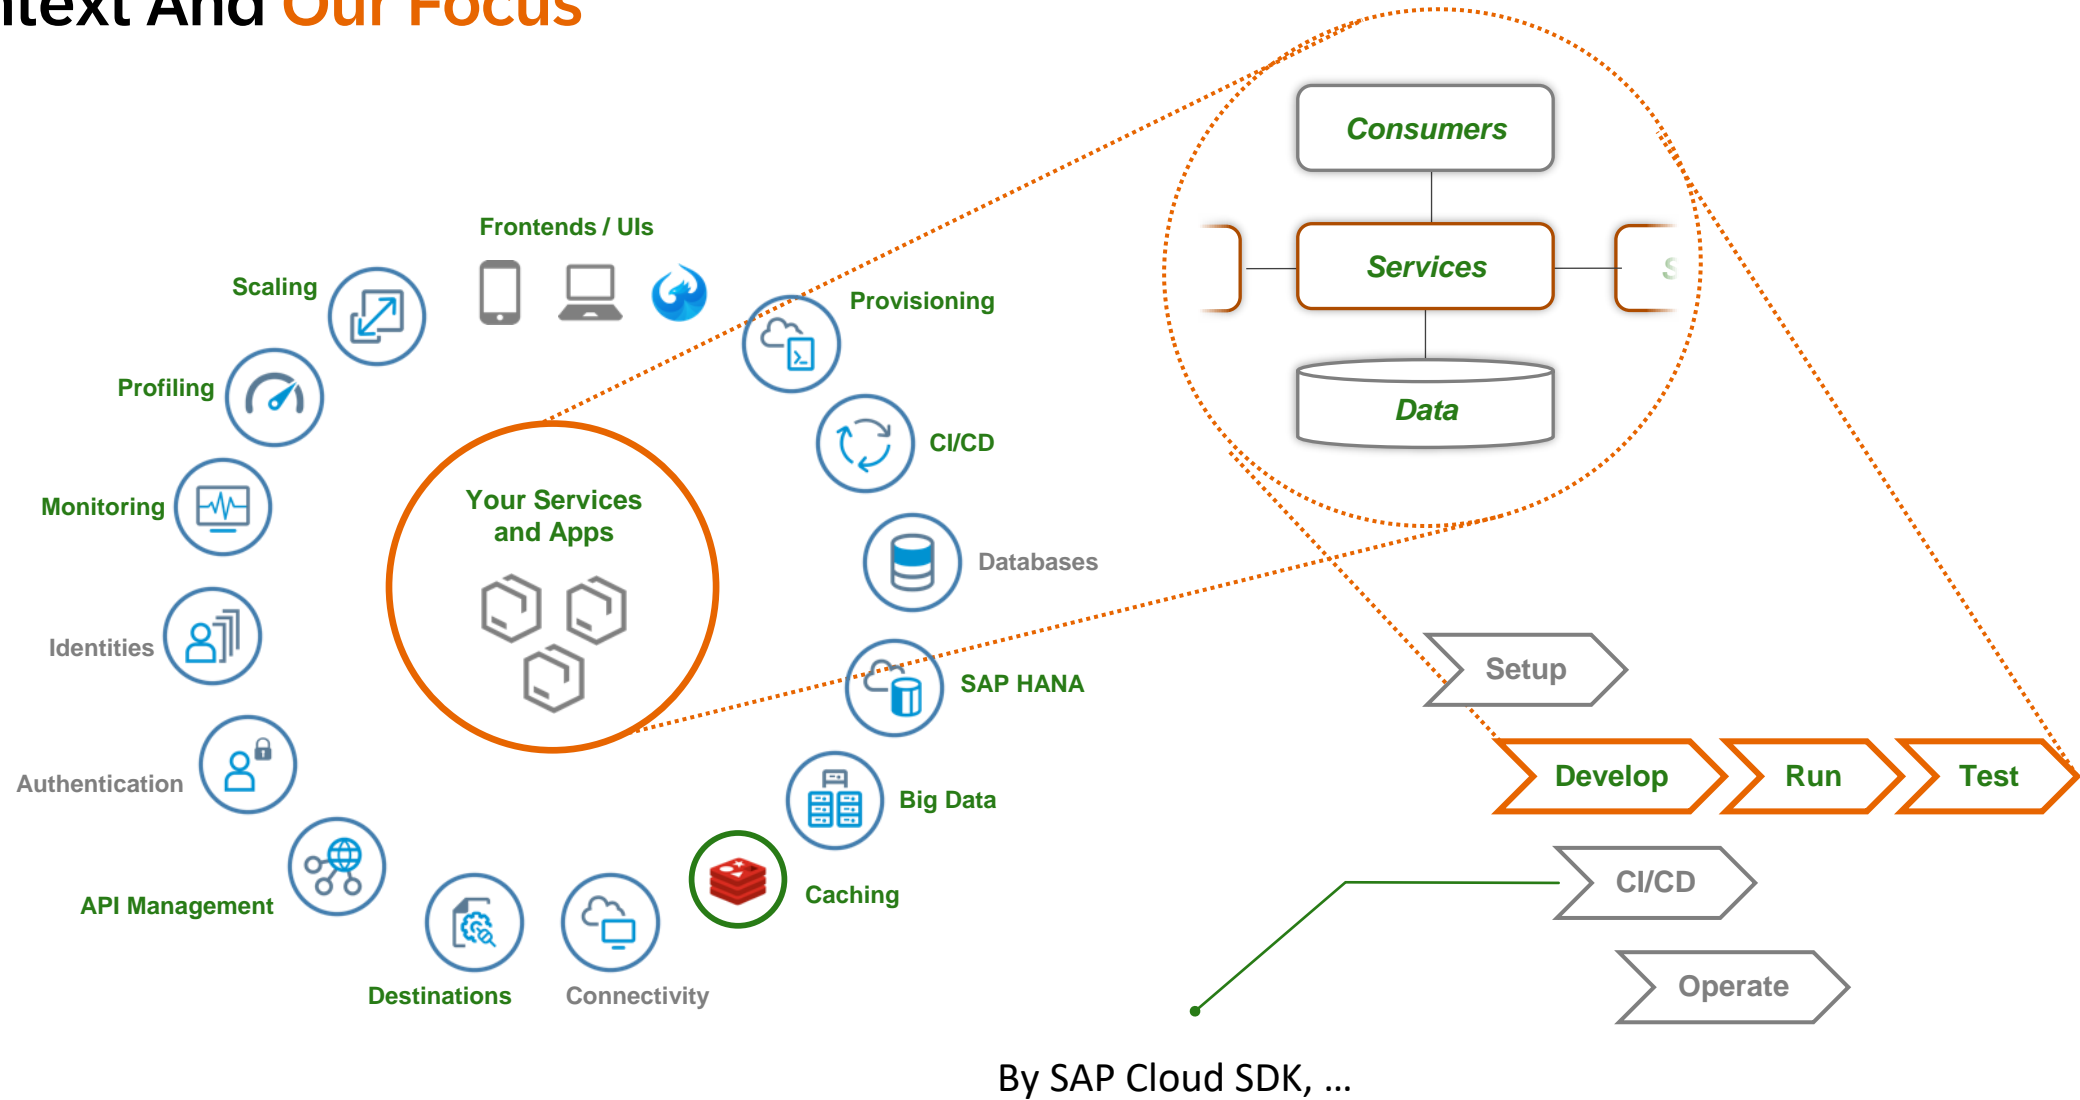 ntext And Our Focus
Consumers
Services
S
Data
Frontends / UIs
Scaling
Provisioning
Profiling
CI/CD
Monitoring
Your Services
and Apps
Databases
Identities
SAP HANA
Authentication
Big Data
API Management
Caching
Destinations
Connectivity
Setup
Develop
Run
Test
CI/CD
Operate
By SAP Cloud SDK, ...